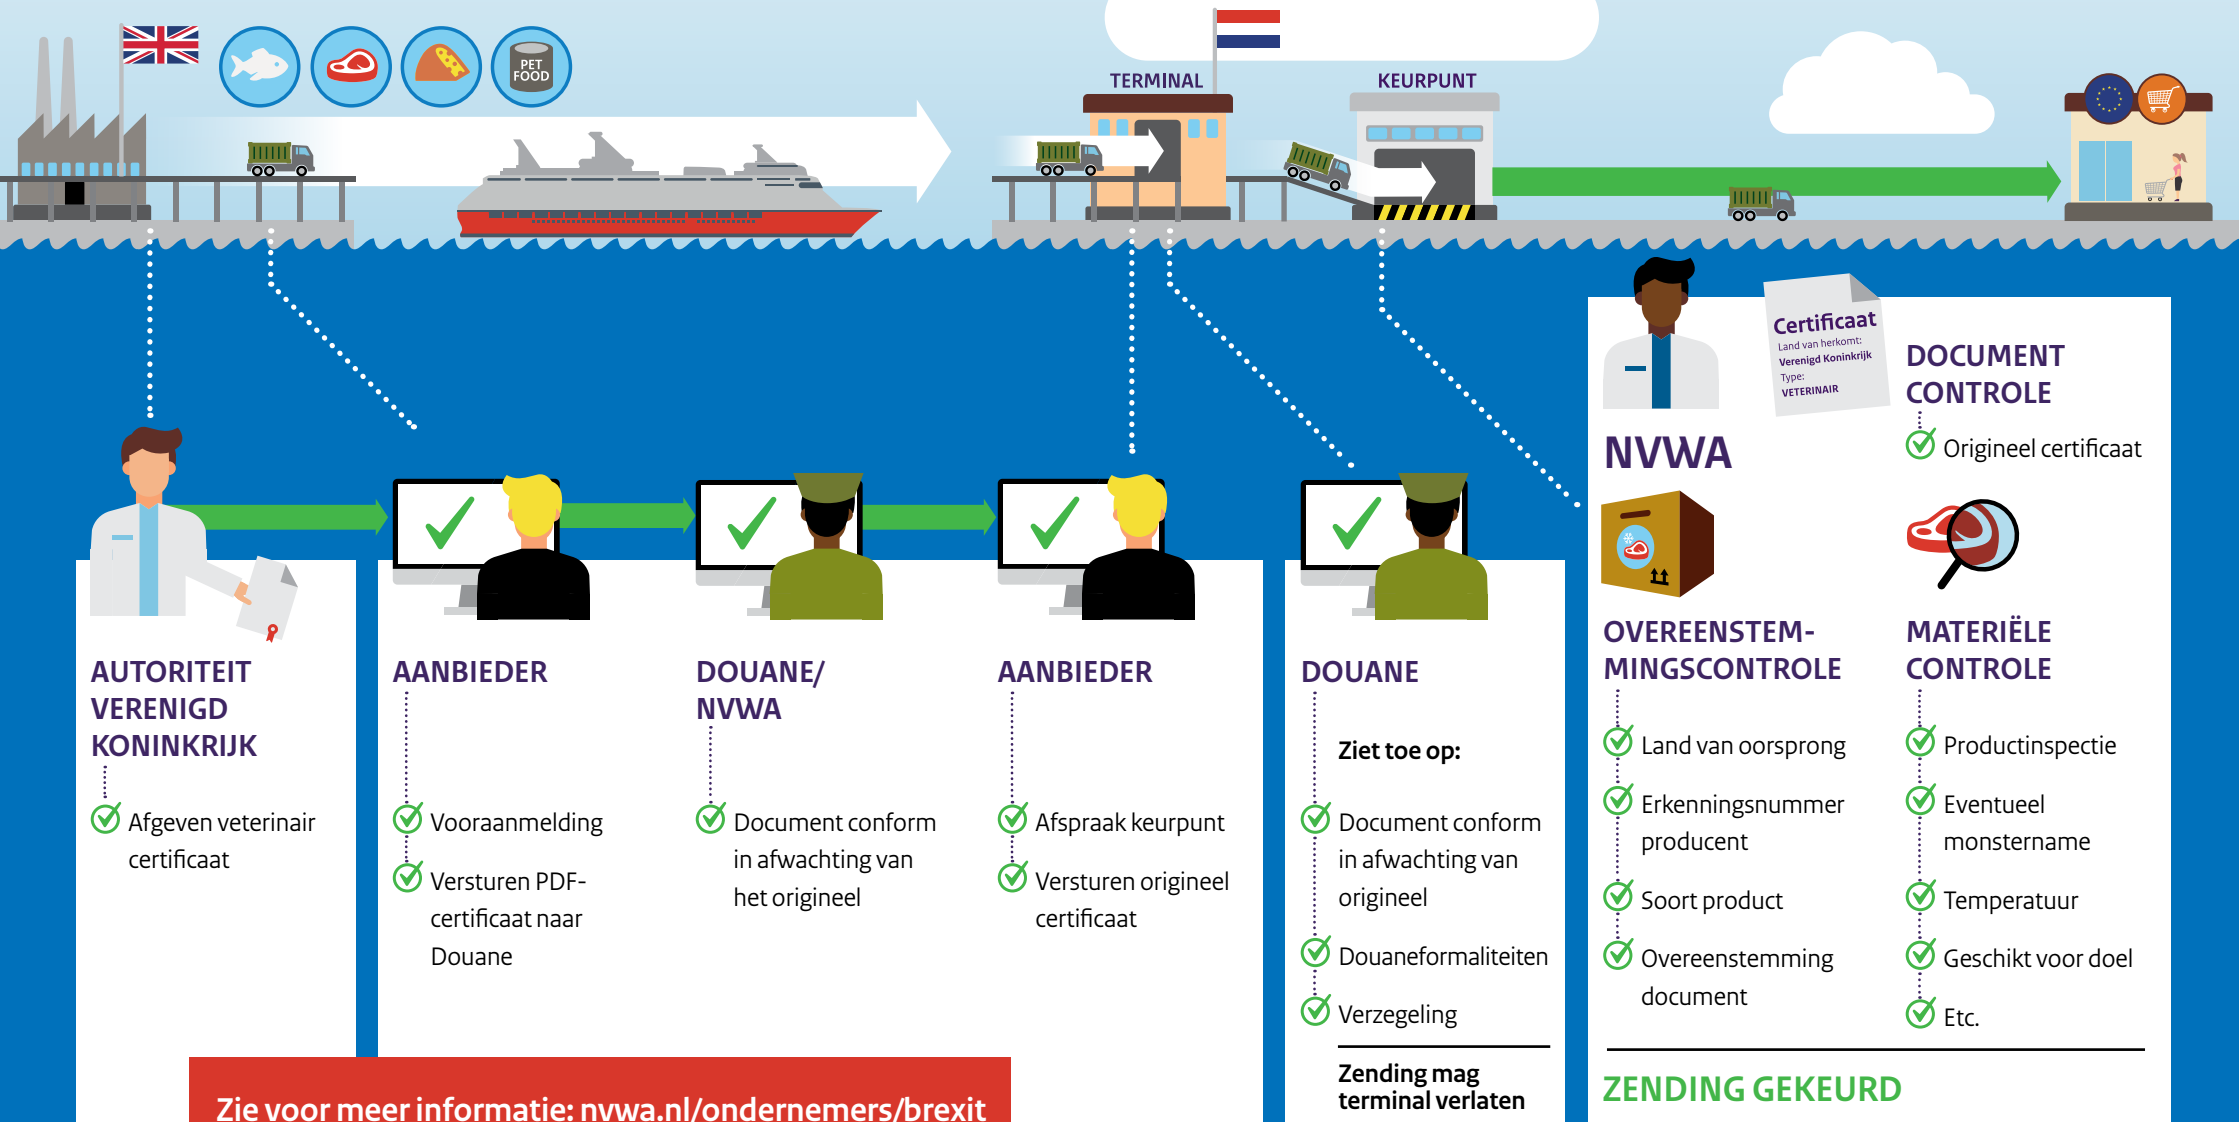 PET
FOOD
TERMINAL
KEURPUNT
AUTORITEIT
VERENIGD
KONINKRIJK
Afgeven veterinair
certificaat
AANBIEDER
Vooraanmelding
Versturen PDF-
certificaat naar
Douane
DOUANE/
NVWA
Document conform
in afwachting van
het origineel
AANBIEDER
Afspraak keurpunt
Versturen origineel
certificaat
DOUANE
Ziet toe op:
Document conform
in afwachting van
origineel
Douaneformaliteiten
Verzegeling
Zending mag
terminal verlaten
NVWA
Certificaat
Land van herkomt:
Verenigd Koninkrijk
Type:
VETERINAIR
DOCUMENT
CONTROLE
Origineel certificaat
OVEREENSTEM-
MINGSCONTROLE
Land van oorsprong
Erkenningsnummer
producent
Soort product
Overeenstemming
document
MATERIËLE
CONTROLE
Productinspectie
Eventueel
monstername
Temperatuur
Geschikt voor doel
Etc.
ZENDING GEKEURD
Zie voor meer informatie: nvwa.nl/ondernemers/brexit